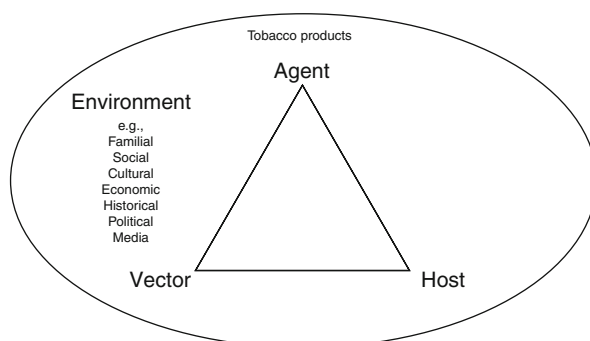 Tobacco products
Agent
Environment
e.g.,
Familial
Social
Cultural
Economic
Historical
Political
Media
Vector
Host